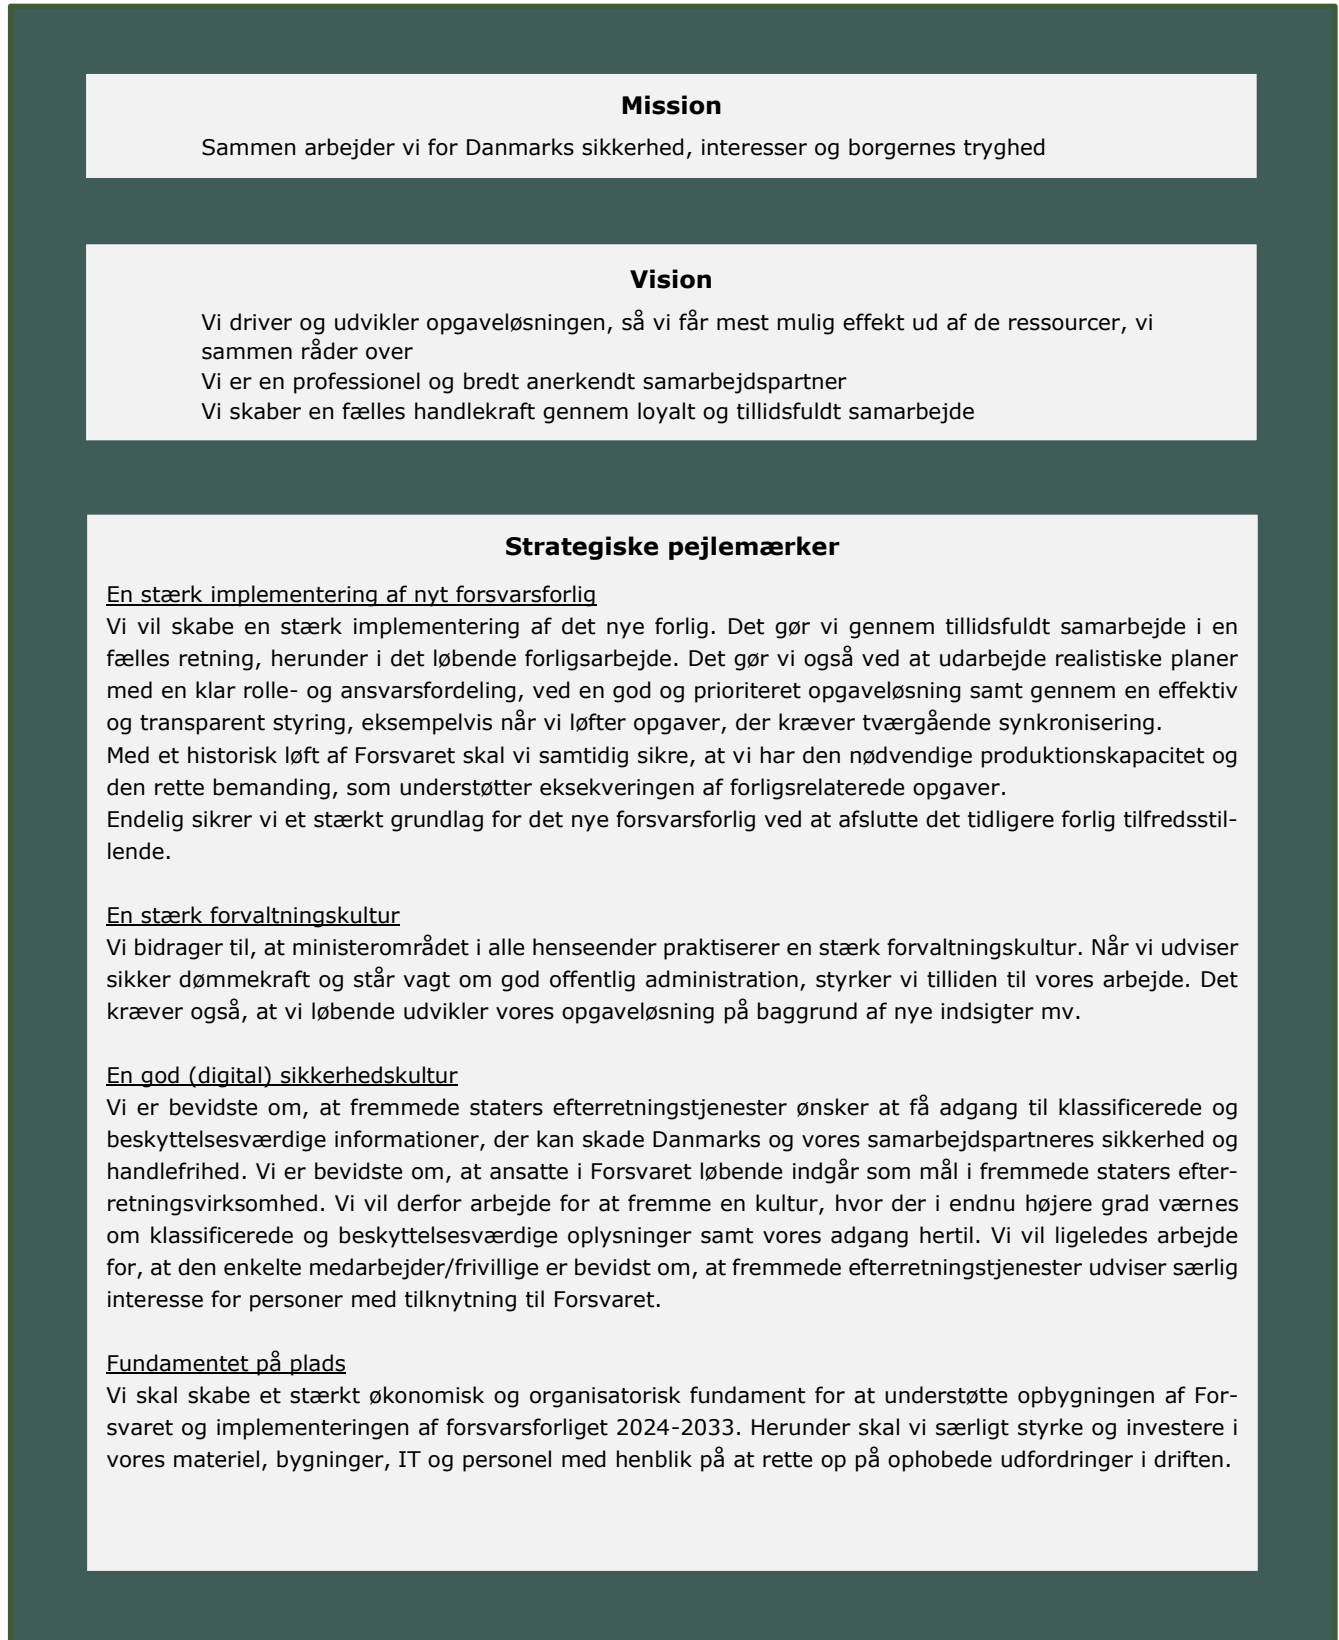 Mission
Sammen arbejder vi for Danmarks sikkerhed, interesser og borgernes tryghed
Vision
Vi driver og udvikler opgaveløsningen, så vi får mest mulig effekt ud af de ressourcer, vi
sammen råder over
Vi er en professionel og bredt anerkendt samarbejdspartner
Vi skaber en fælles handlekraft gennem loyalt og tillidsfuldt samarbejde
Strategiske pejlemærker
En stærk implementering af nyt forsvarsforlig
Vi vil skabe en stærk implementering af det nye forlig. Det gør vi gennem tillidsfuldt samarbejde i en
fælles retning, herunder i det løbende forligsarbejde. Det gør vi også ved at udarbejde realistiske planer
med en klar rolle- og ansvarsfordeling, ved en god og prioriteret opgaveløsning samt gennem en effektiv
og transparent styring, eksempelvis når vi løfter opgaver, der kræver tværgående synkronisering.
Med et historisk løft af Forsvaret skal vi samtidig sikre, at vi har den nødvendige produktionskapacitet og
den rette bemanding, som understøtter eksekveringen af forligsrelaterede opgaver.
Endelig sikrer vi et stærkt grundlag for det nye forsvarsforlig ved at afslutte det tidligere forlig tilfredsstil-
lende.
En stærk forvaltningskultur
Vi bidrager til, at ministerområdet i alle henseender praktiserer en stærk forvaltningskultur. Når vi udviser
sikker dømmekraft og står vagt om god offentlig administration, styrker vi tilliden til vores arbejde. Det
kræver også, at vi løbende udvikler vores opgaveløsning på baggrund af nye indsigter mv.
En god (digital) sikkerhedskultur
Vi er bevidste om, at fremmede staters efterretningstjenester ønsker at få adgang til klassificerede og
beskyttelsesværdige informationer, der kan skade Danmarks og vores samarbejdspartneres sikkerhed og
handlefrihed. Vi er bevidste om, at ansatte i Forsvaret løbende indgår som mål i fremmede staters efter-
retningsvirksomhed. Vi vil derfor arbejde for at fremme en kultur, hvor der i endnu højere grad værnes
om klassificerede og beskyttelsesværdige oplysninger samt vores adgang hertil. Vi vil ligeledes arbejde
for, at den enkelte medarbejder/frivillige er bevidst om, at fremmede efterretningstjenester udviser særlig
interesse for personer med tilknytning til Forsvaret.
Fundamentet på plads
Vi skal skabe et stærkt økonomisk og organisatorisk fundament for at understøtte opbygningen af For-
svaret og implementeringen af forsvarsforliget 2024-2033. Herunder skal vi særligt styrke og investere i
vores materiel, bygninger, IT og personel med henblik på at rette op på ophobede udfordringer i driften.